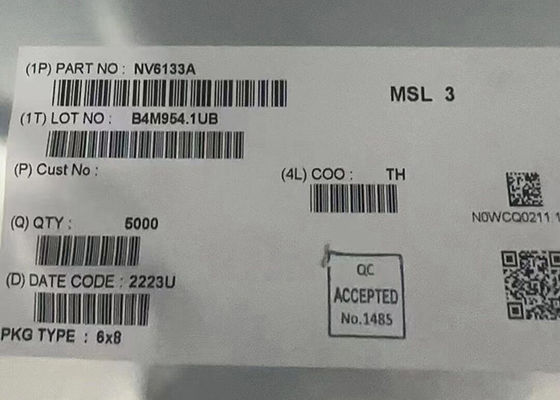 (1P) PART NO : NV6133A
MSL 3
(1T) LOT NO : B4M954.1UB
(P) Cust No :
(4L) COO : TH
N0WCQ0211.1
(Q) QTY : 5000
(D) DATE CODE : 2223U
QC
ACCEPTED
No.1485
PKG TYPE : 6x8